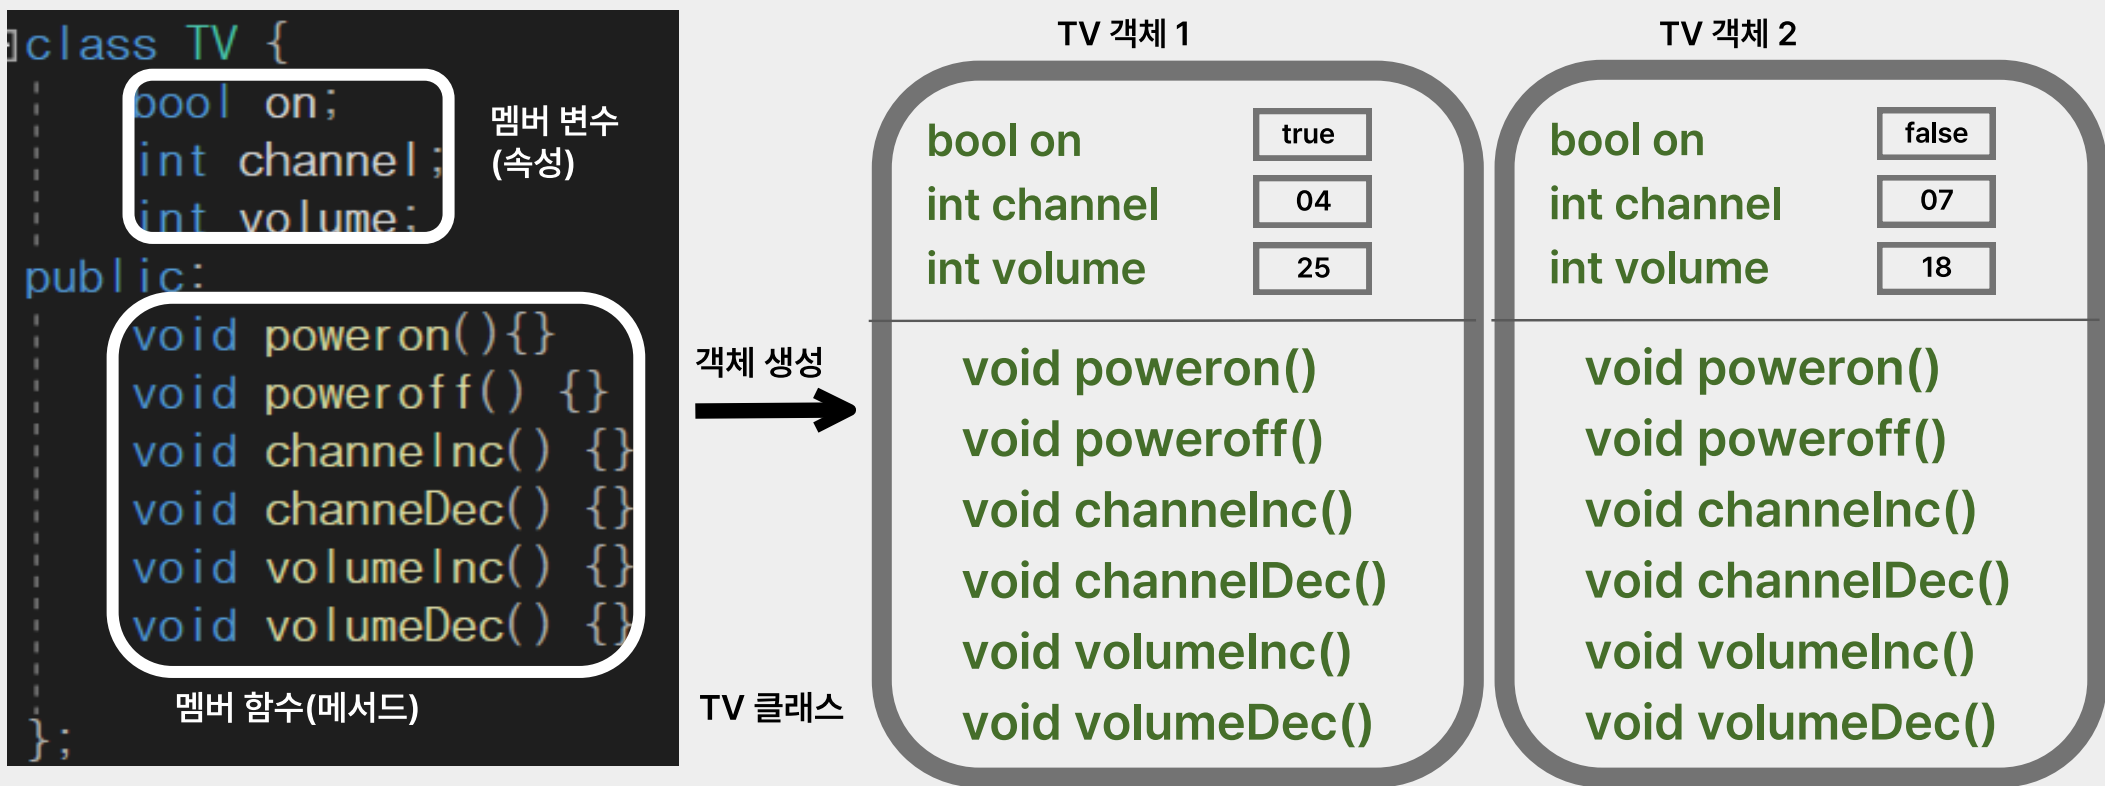 class TV {
bool on;
int channel;
int volume;
멤버 변수
(속성)
public:
void poweron(){}
void poweroff() {}
void channeInc() {}
void channeDec() {}
void volumeInc() {}
void volumeDec() {}
멤버 함수(메서드)
};
객체 생성
TV 클래스
TV 객체 1
bool on
true
int channel
04
int volume
25
void poweron()
void poweroff()
void channelnc()
void channelDec()
void volumeInc()
void volumeDec()
TV 객체 2
bool on
false
int channel
07
int volume
18
void poweron()
void poweroff()
void channelnc()
void channelDec()
void volumeInc()
void volumeDec()